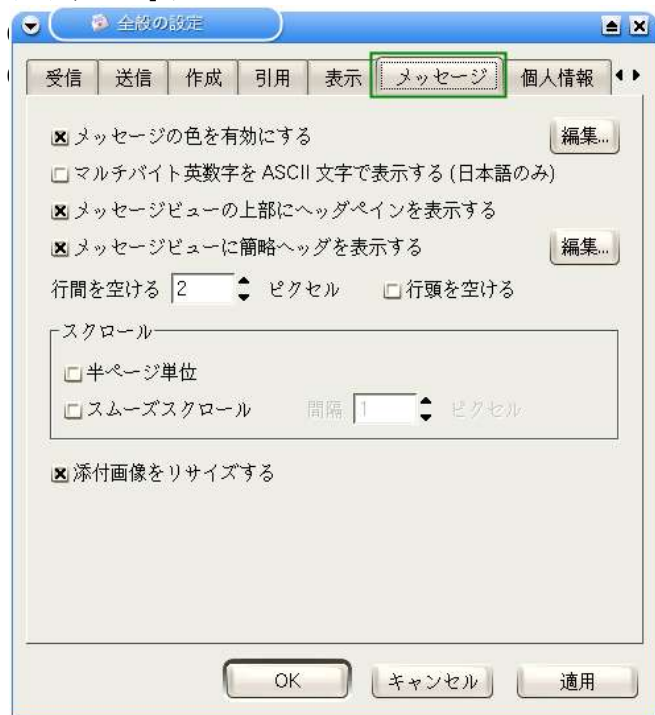 全般の設定
受信 送信 作成 引用 表示 メッセージ 個人情報
メッセージの色を有効にする 編集...
マルチバイト英数字を ASCII 文字で表示する (日本語のみ)
メッセージビューの上部にヘッダペインを表示する
メッセージビューに簡略ヘッダを表示する 編集...
行間を空ける 2 ピクセル 行頭を空ける
スクロール
半ページ単位
スムーズスクロール 間隔 1 ピクセル
添付画像をリサイズする
OK キャンセル 適用